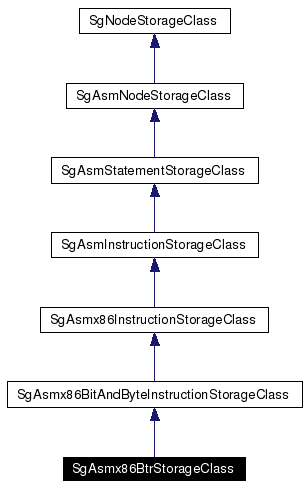 SgNodeStorageClass
SgAsmNodeStorageClass
SgAsmStatementStorageClass
SgAsmInstructionStorageClass
SgAsmx86InstructionStorageClass
SgAsmx86BitAndByteInstructionStorageClass
SgAsmx86BtrStorageClass